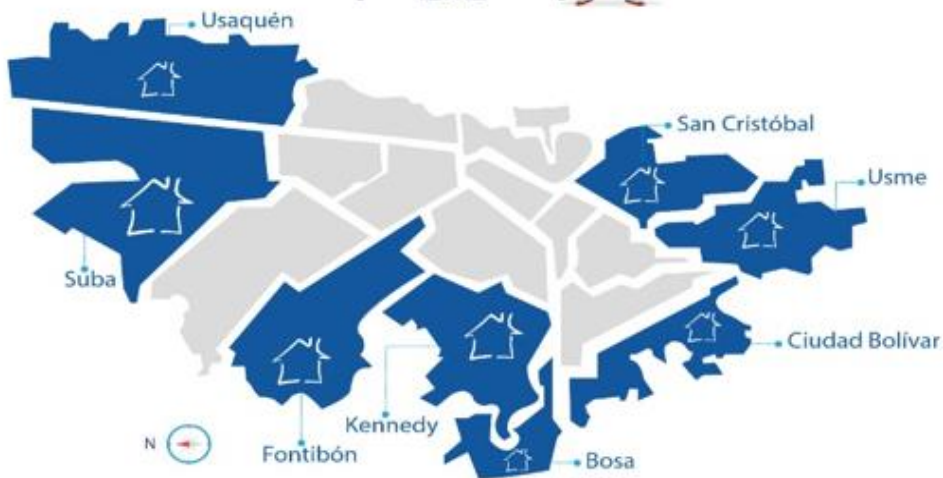 Usaquén
San Cristóbal
Usme
Suba
Ciudad Bolívar
Kennedy
N
Fontibón
Bosa